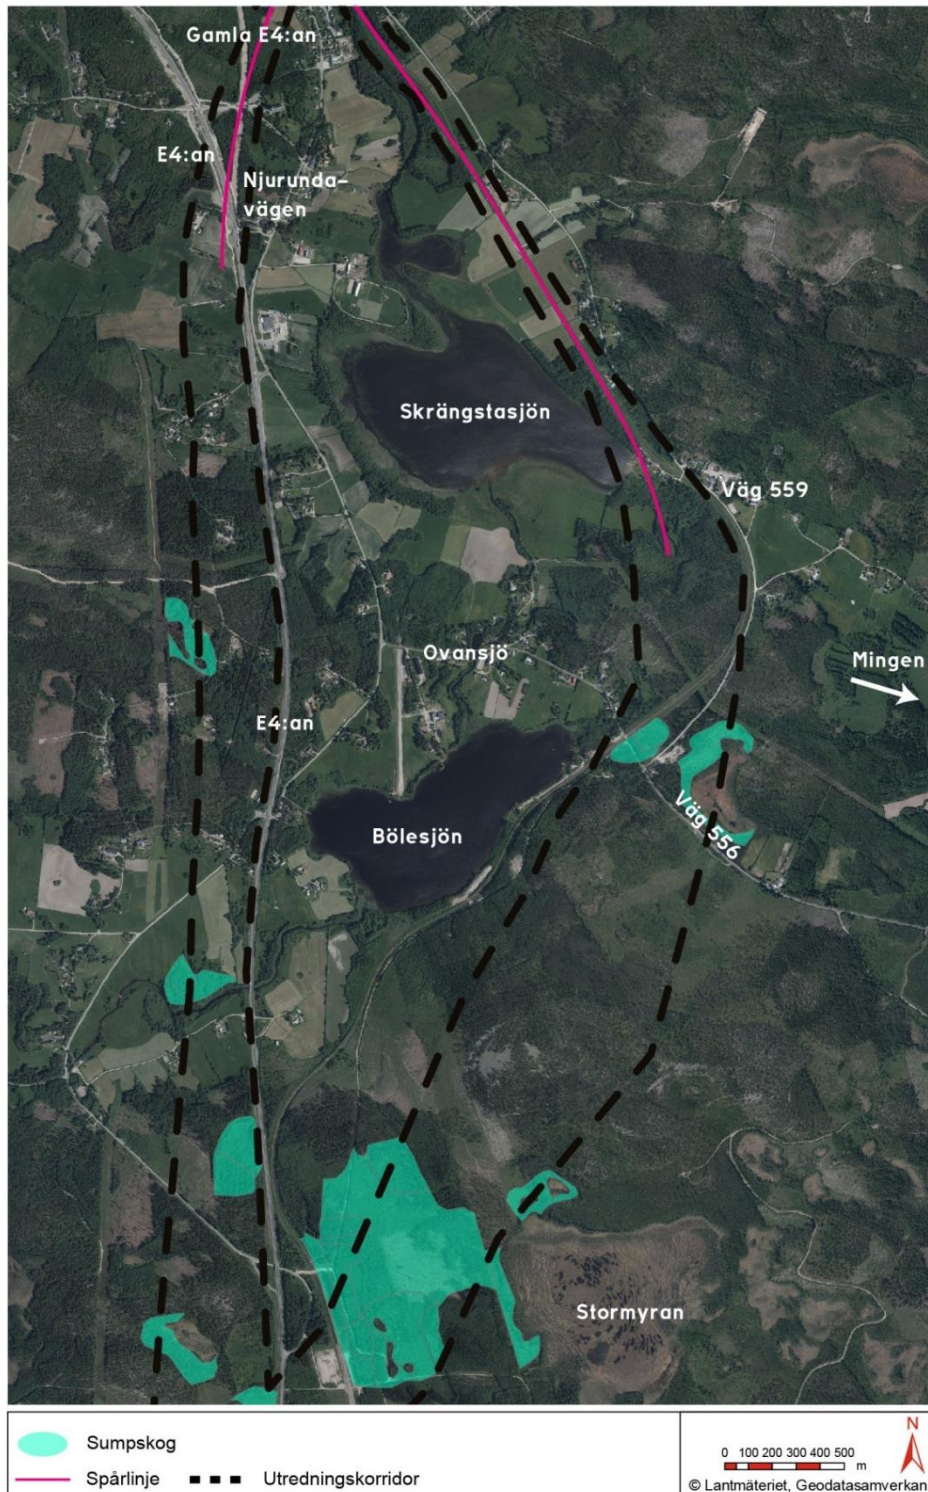 Gamla E4:an
E4:an
Njurunda-
vägen
Skrängstasjön
Väg 559
Ovansjö
Mingen
E4:an
Väg 556
Bölesjön
Stormyran
Sumpskog
Spårlinje
Utredningskorridor
0 100 200 300 400 500
m
N
© Lantmäteriet, Geodatasamverkan